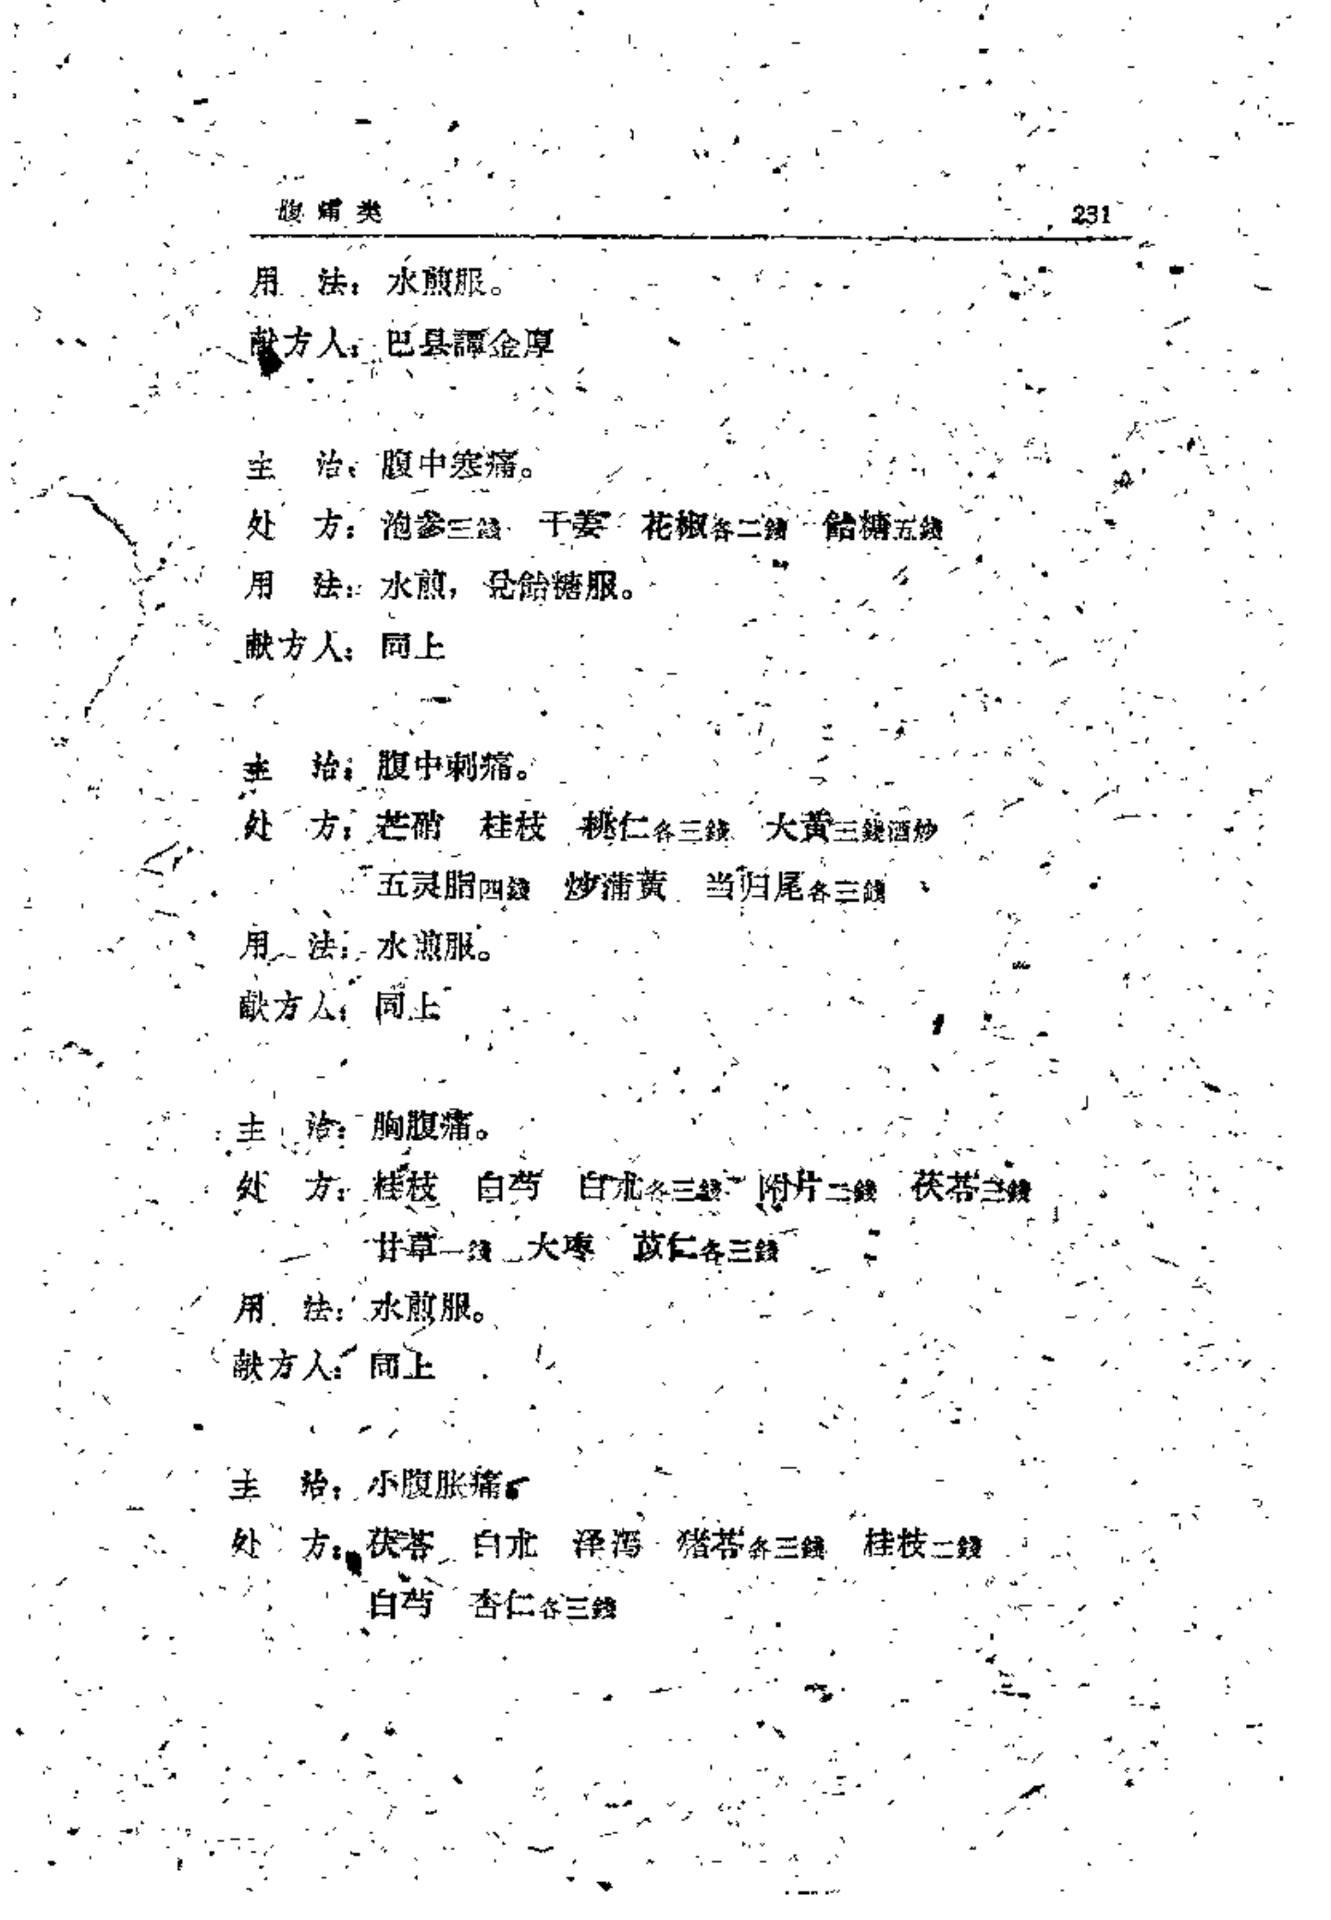 腹痛类 231
用 法：水煎服。
献方人：巴县譚金厚
主 治：腹中寒痛。
处 方：泡参三錢 干姜 花椒各二錢 飴糖五錢
用 法：水煎，兑飴糖服。
献方人：同上
主 治：腹中刺痛。
处 方：芒硝 桂枝 桃仁各三錢 大黃三錢酒炒
五灵脂四錢 炒蒲黃 当归尾各三錢
用 法：水煎服。
献方人：同上
主 治：胸腹痛。
处 方：桂枝 白芍 白朮各三錢 附片二錢 茯苓三錢
甘草一錢 大枣 苡仁各三錢
用 法：水煎服。
献方人：同上
主 治：小腹胀痛。
处 方：茯苓 白朮 泽泻 猪苓各三錢 桂枝二錢
白芍 杏仁各三錢